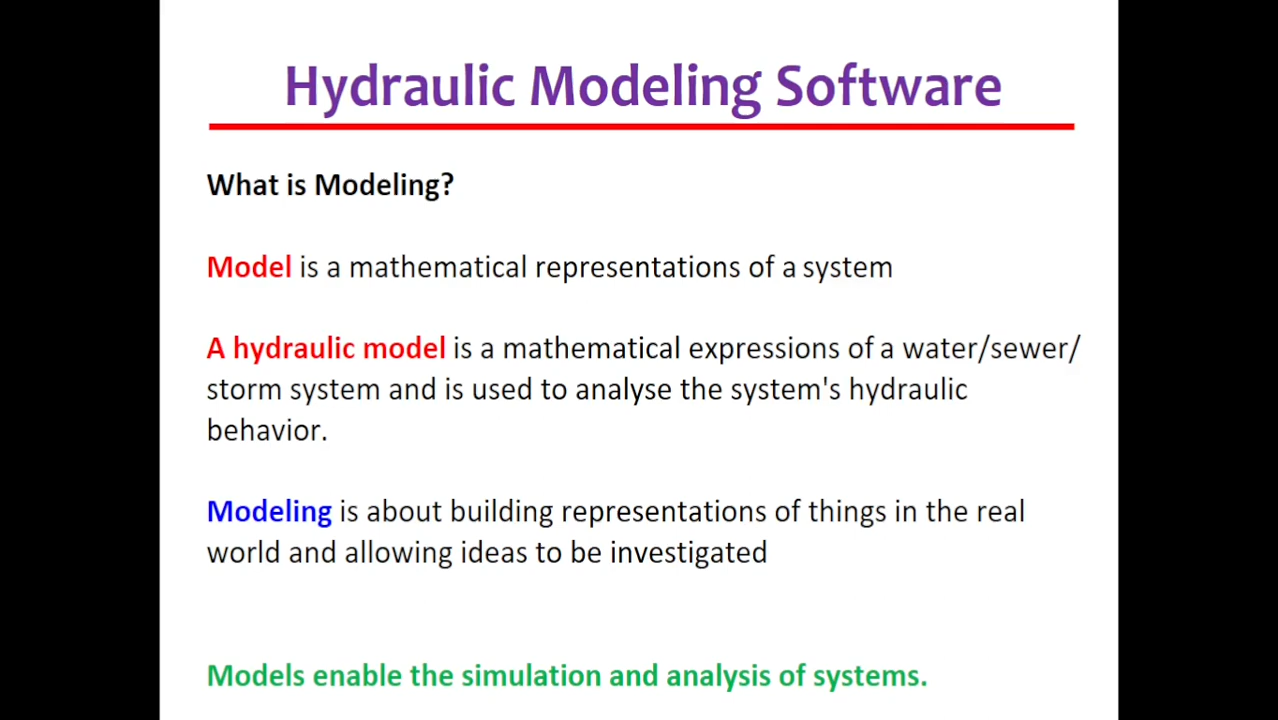 Hydraulic Modeling Software
What is Modeling?
Model is a mathematical representations of a system
A hydraulic model is a mathematical expressions of a water/sewer/
storm system and is used to analyse the system's hydraulic
behavior.
Modeling is about building representations of things in the real
world and allowing ideas to be investigated
Models enable the simulation and analysis of systems.